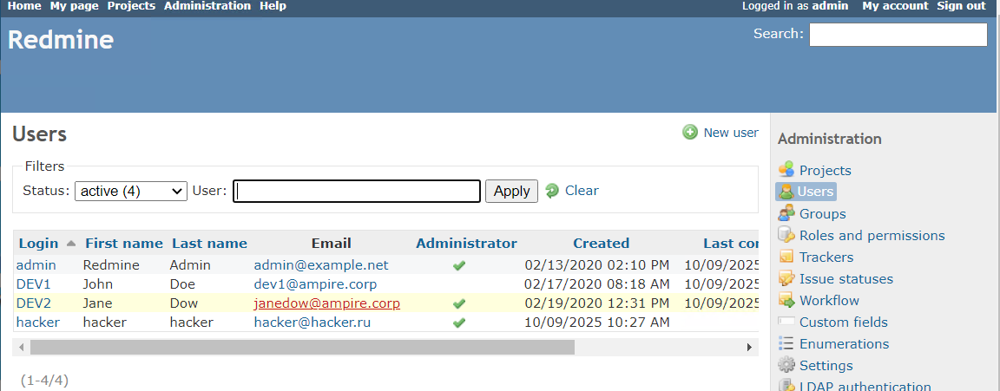 Home My page Projects Administration Help Logged in as admin My account Sign out
Redmine Search:
Users New user
Filters
Status: active (4) User: Apply Clear
Login First name Last name Email Administrator Created Last con
admin Redmine Admin admin@example.net 02/13/2020 02:10 PM 10/09/2025
DEV1 John Doe dev1@ampire.corp 02/17/2020 08:18 AM 10/09/2025
DEV2 Jane Dow janedow@ampire.corp 02/19/2020 12:31 PM 10/09/2025
hacker hacker hacker hacker@hacker.ru 10/09/2025 10:27 AM
(1-4/4)
Administration
Projects
Users
Groups
Roles and permissions
Trackers
Issue statuses
Workflow
Custom fields
Enumerations
Settings
LDAP authentication